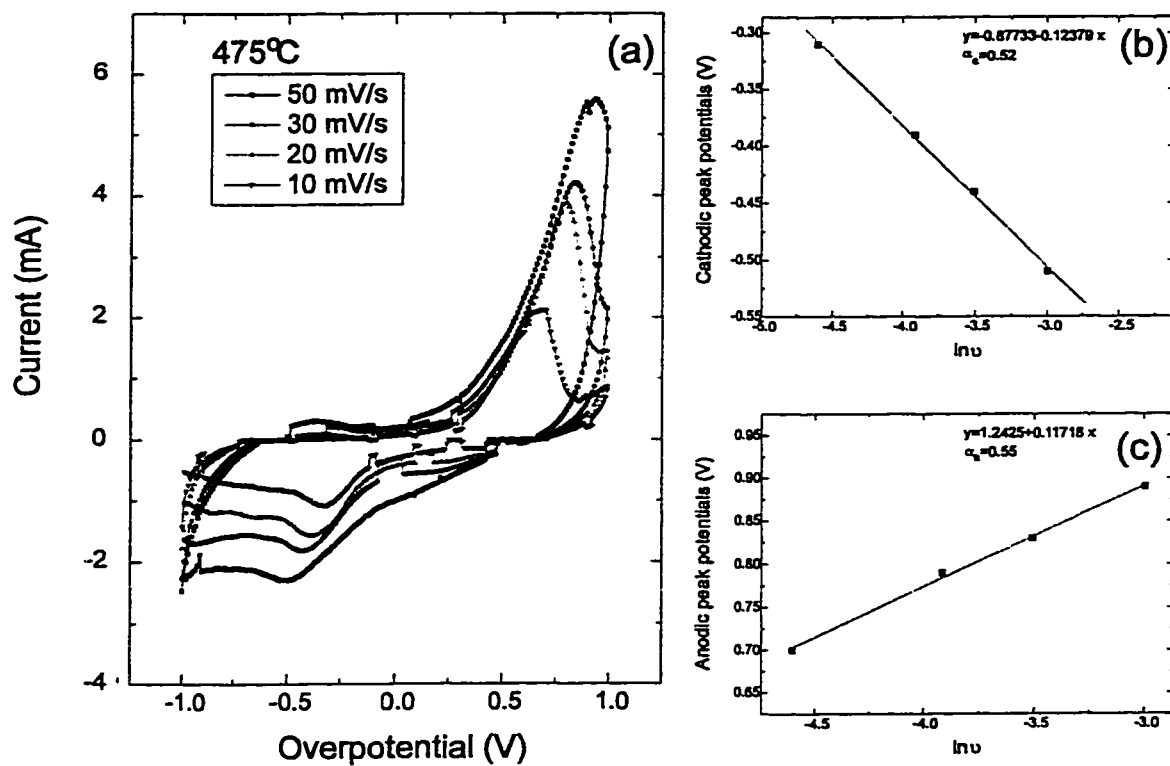 475ºC
(a)
50 mV/s
30 mV/s
20 mV/s
10 mV/s
6
4
2
0
-2
-4
-1.0 -0.5 0.0 0.5 1.0
Current (mA)
Overpotential (V)
(b)
y=-0.87733-0.12379 x
αc=0.52
-0.30
-0.35
-0.40
-0.45
-0.50
-0.55
-5.0 -4.5 -4.0 -3.5 -3.0 -2.5
Cathodic peak potentials (V)
lnυ
(c)
y=1.2425+0.11716 x
αa=0.55
0.95
0.90
0.85
0.80
0.75
0.70
0.65
-4.5 -4.0 -3.5 -3.0
Anodic peak potentials (V)
lnυ